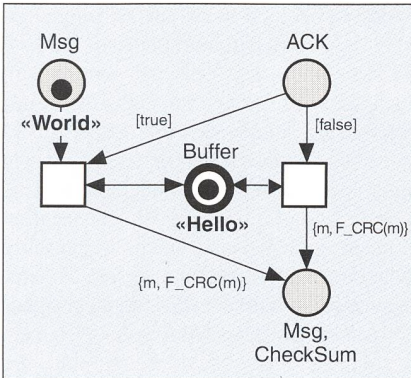 Msg
ACK
«World»
[true]
[false]
Buffer
«Hello»
{m, F_CRC(m)}
{m, F_CRC(m)}
Msg,
CheckSum